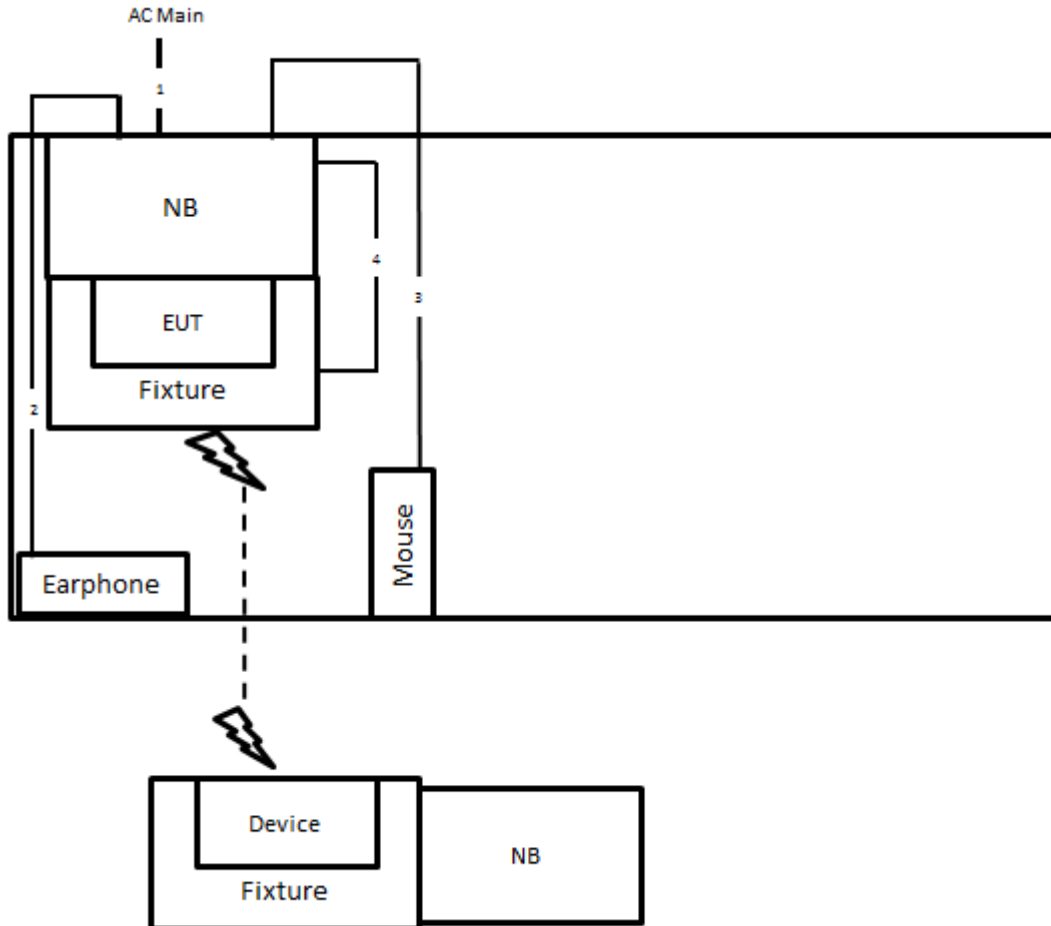 AC Main
1
NB
4
3
EUT
Fixture
2
Mouse
Earphone
Device
NB
Fixture